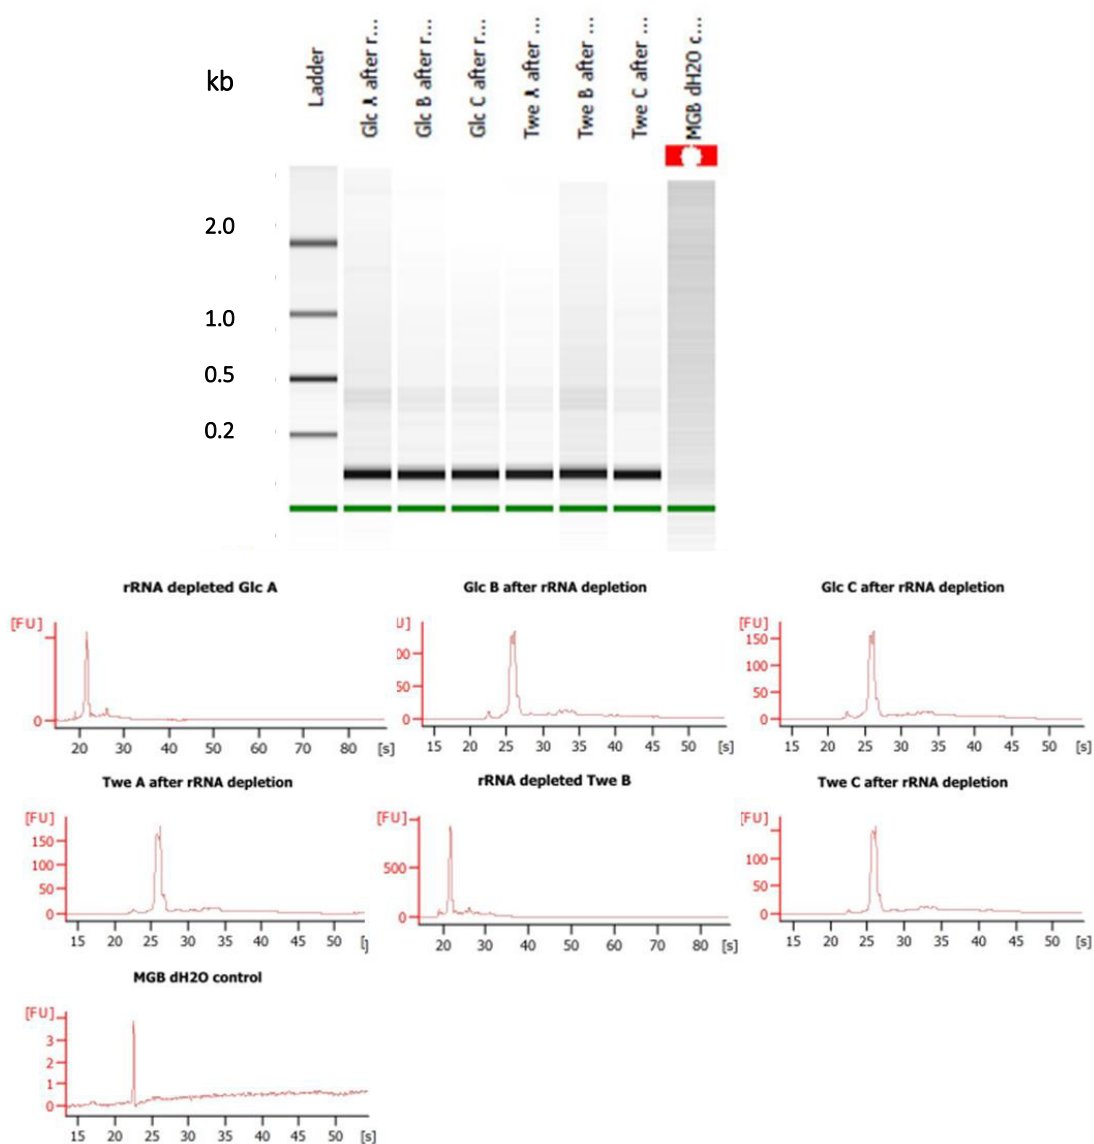 kb
Ladder
Glc A after r...
Glc B after r...
Glc C after r...
Twe A after ...
Twe B after ...
Twe C after ...
MGB dH2O c...
2.0
1.0
0.5
0.2
rRNA depleted Glc A
[FU]
0
20 30 40 50 60 70 80 [s]
Glc B after rRNA depletion
U]
00
50
0
15 20 25 30 35 40 45 50 [s]
Glc C after rRNA depletion
[FU]
150
100
50
0
15 20 25 30 35 40 45 50 [s]
Twe A after rRNA depletion
[FU]
150
100
50
0
15 20 25 30 35 40 45 50
rRNA depleted Twe B
[FU]
500
0
20 30 40 50 60 70 80 [s]
Twe C after rRNA depletion
[FU]
100
50
0
15 20 25 30 35 40 45 50 [s]
MGB dH2O control
[FU]
3
2
1
0
15 20 25 30 35 40 45 50 [s]